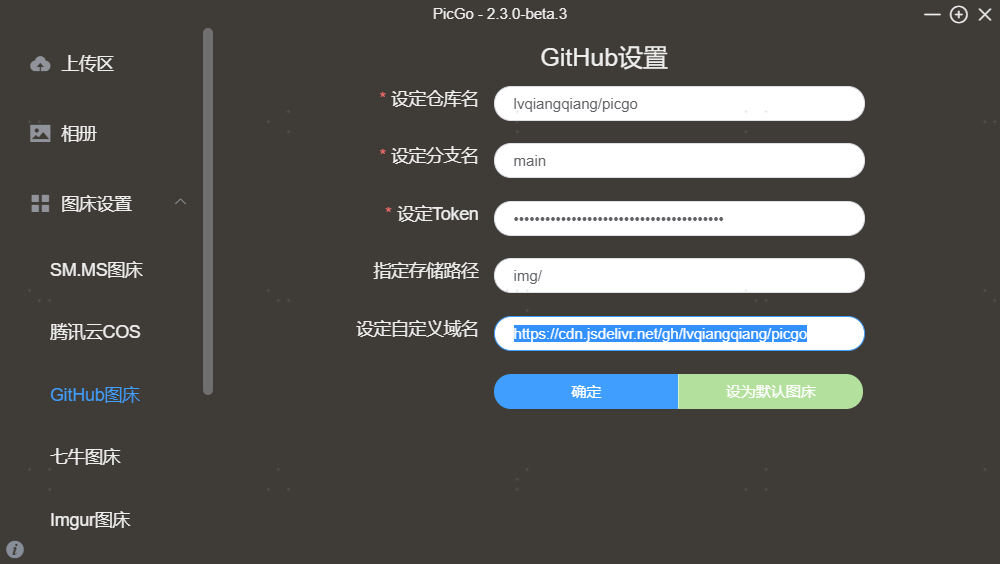 PicGo - 2.3.0-beta.3
上传区
相册
图床设置
SM.MS图床
腾讯云COS
GitHub图床
七牛图床
Imgur图床
GitHub设置
* 设定仓库名
lvqiangqiang/picgo
* 设定分支名
main
* 设定Token
指定存储路径
img/
设定自定义域名
https://cdn.jsdelivr.net/gh/lvqiangqiang/picgo
确定
设为默认图床